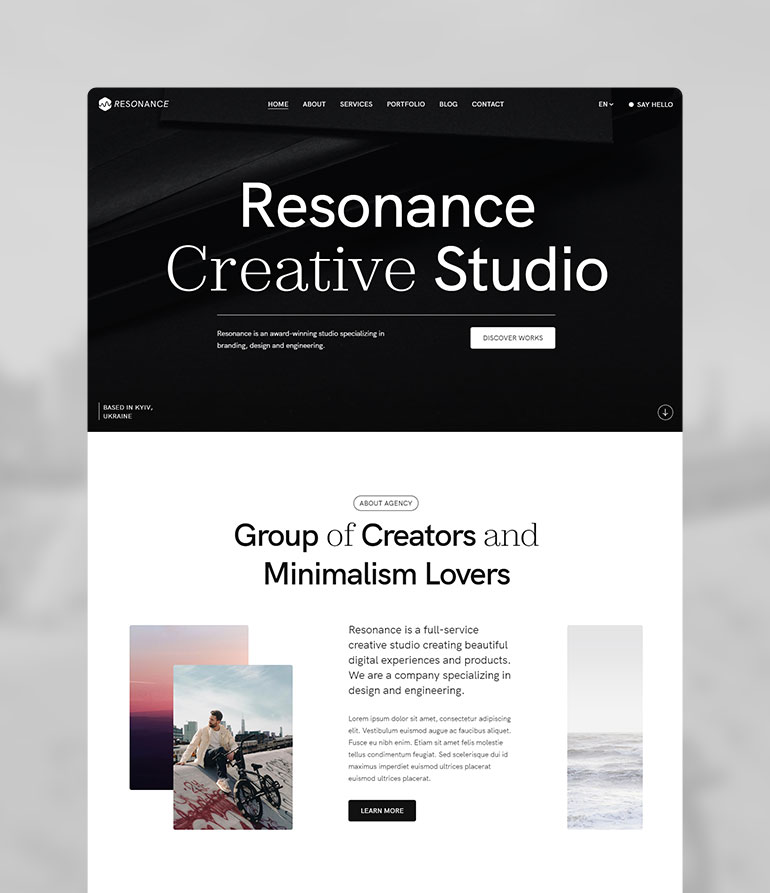 RESONANCE
HOME ABOUT SERVICES PORTFOLIO BLOG CONTACT
EN
SAY HELLO
Resonance
Creative Studio
Resonance is an award-winning studio specializing in
branding, design and engineering.
DISCOVER WORKS
BASED IN KYIV,
UKRAINE
ABOUT AGENCY
Group of Creators and
Minimalism Lovers
Resonance is a full-service
creative studio creating beautiful
digital experiences and products.
We are a company specializing in
design and engineering.
Lorem ipsum dolor sit amet, consectetur adipiscing
elit. Vestibulum euismod augue ac faucibus aliquet.
Fusce eu nibh enim. Etiam sit amet felis molestie
tellus condimentum feugiat. Sed scelerisque dui id
maximus imperdiet euismod ultrices placerat
euismod ultrices placerat.
LEARN MORE